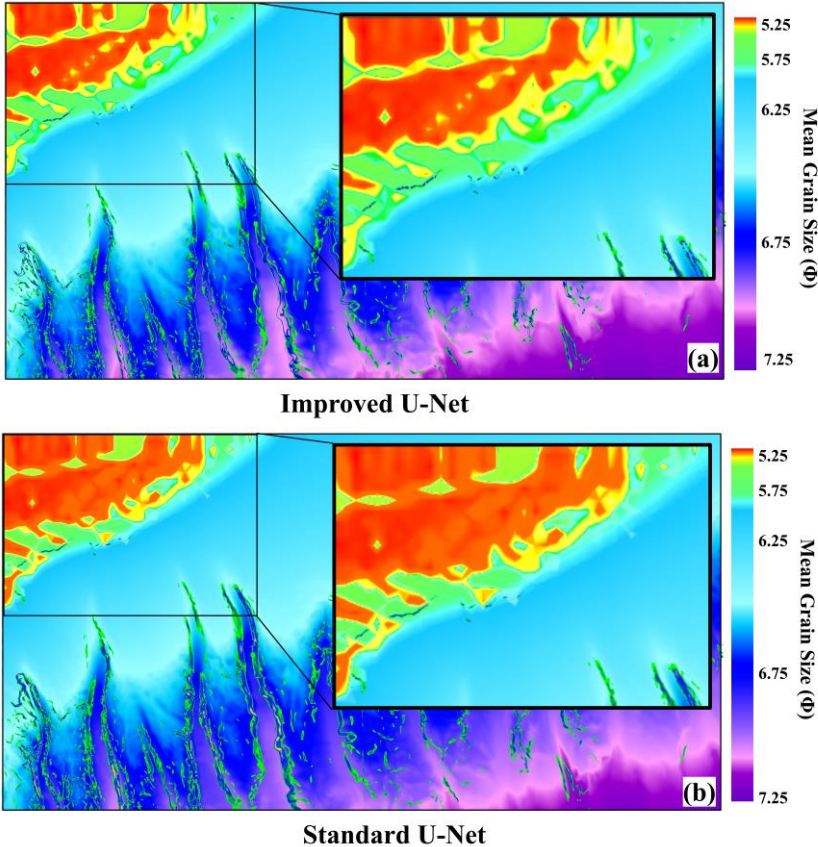 5.25
5.75
6.25
6.75
7.25
Mean Grain Size (Φ)
(a)
Improved U-Net
5.25
5.75
6.25
6.75
7.25
Mean Grain Size (Φ)
(b)
Standard U-Net